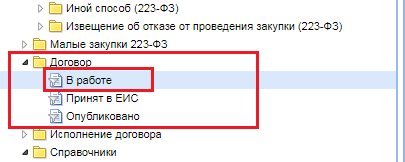 Иной способ (223-ФЗ)
Извещение об отказе от проведения закупки (223-ФЗ)
Малые закупки 223-ФЗ
Договор
В работе
Принят в ЕИС
Опубликовано
Исполнение договора
Справочники